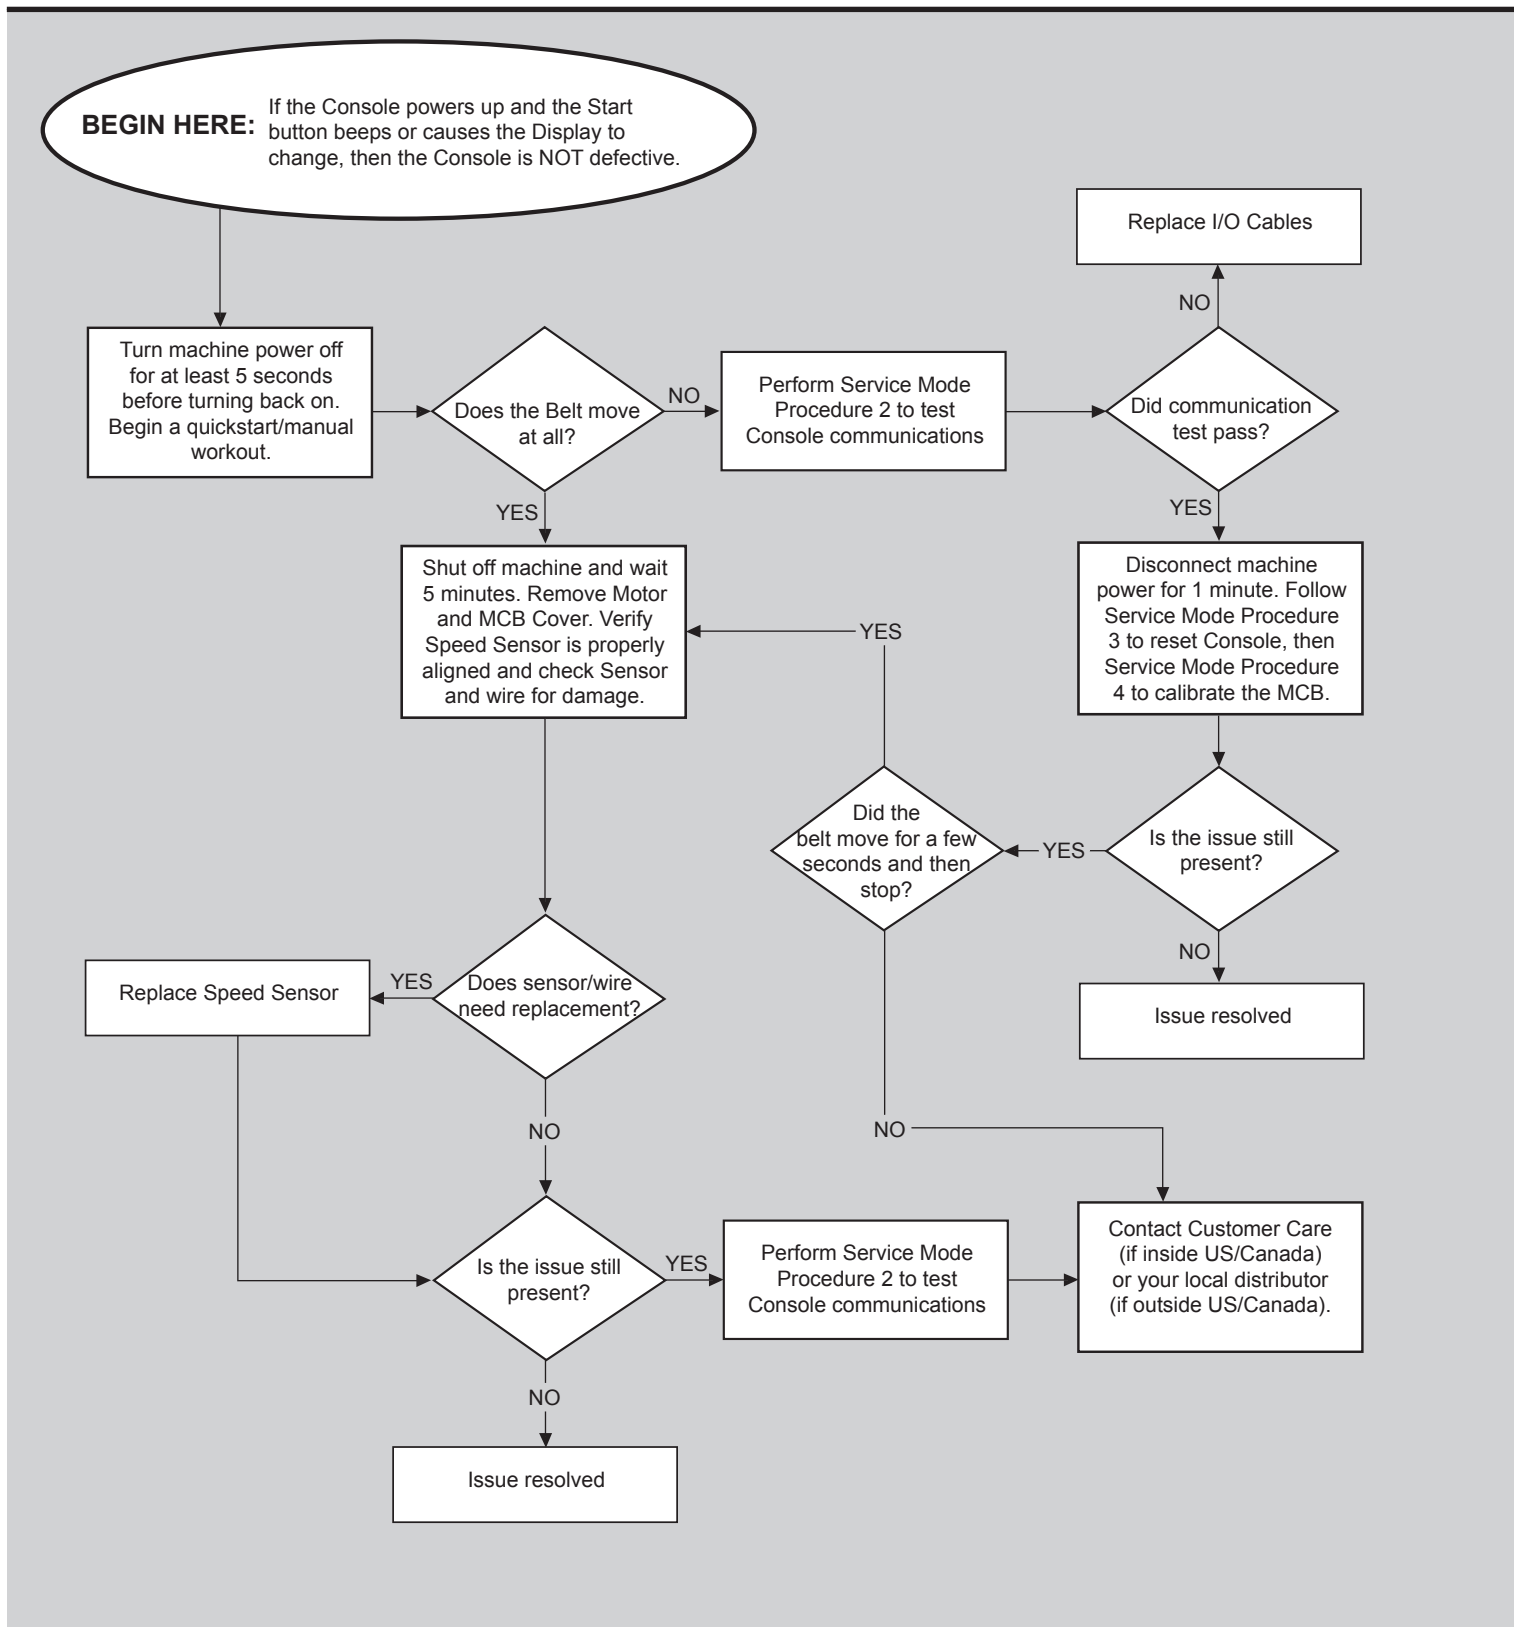 BEGIN HERE:
If the Console powers up and the Start
button beeps or causes the Display to
change, then the Console is NOT defective.
Replace I/O Cables
NO
Turn machine power off
for at least 5 seconds
before turning back on.
Begin a quickstart/manual
workout.
Does the Belt move
at all?
NO
Perform Service Mode
Procedure 2 to test
Console communications
Did communication
test pass?
YES
YES
Shut off machine and wait
5 minutes. Remove Motor
and MCB Cover. Verify
Speed Sensor is properly
aligned and check Sensor
and wire for damage.
YES
Disconnect machine
power for 1 minute. Follow
Service Mode Procedure
3 to reset Console, then
Service Mode Procedure
4 to calibrate the MCB.
Did the
belt move for a few
seconds and then
stop?
YES
Is the issue still
present?
NO
Replace Speed Sensor
YES
Does sensor/wire
need replacement?
Issue resolved
NO
NO
Is the issue still
present?
YES
Perform Service Mode
Procedure 2 to test
Console communications
Contact Customer Care
(if inside US/Canada)
or your local distributor
(if outside US/Canada).
NO
Issue resolved